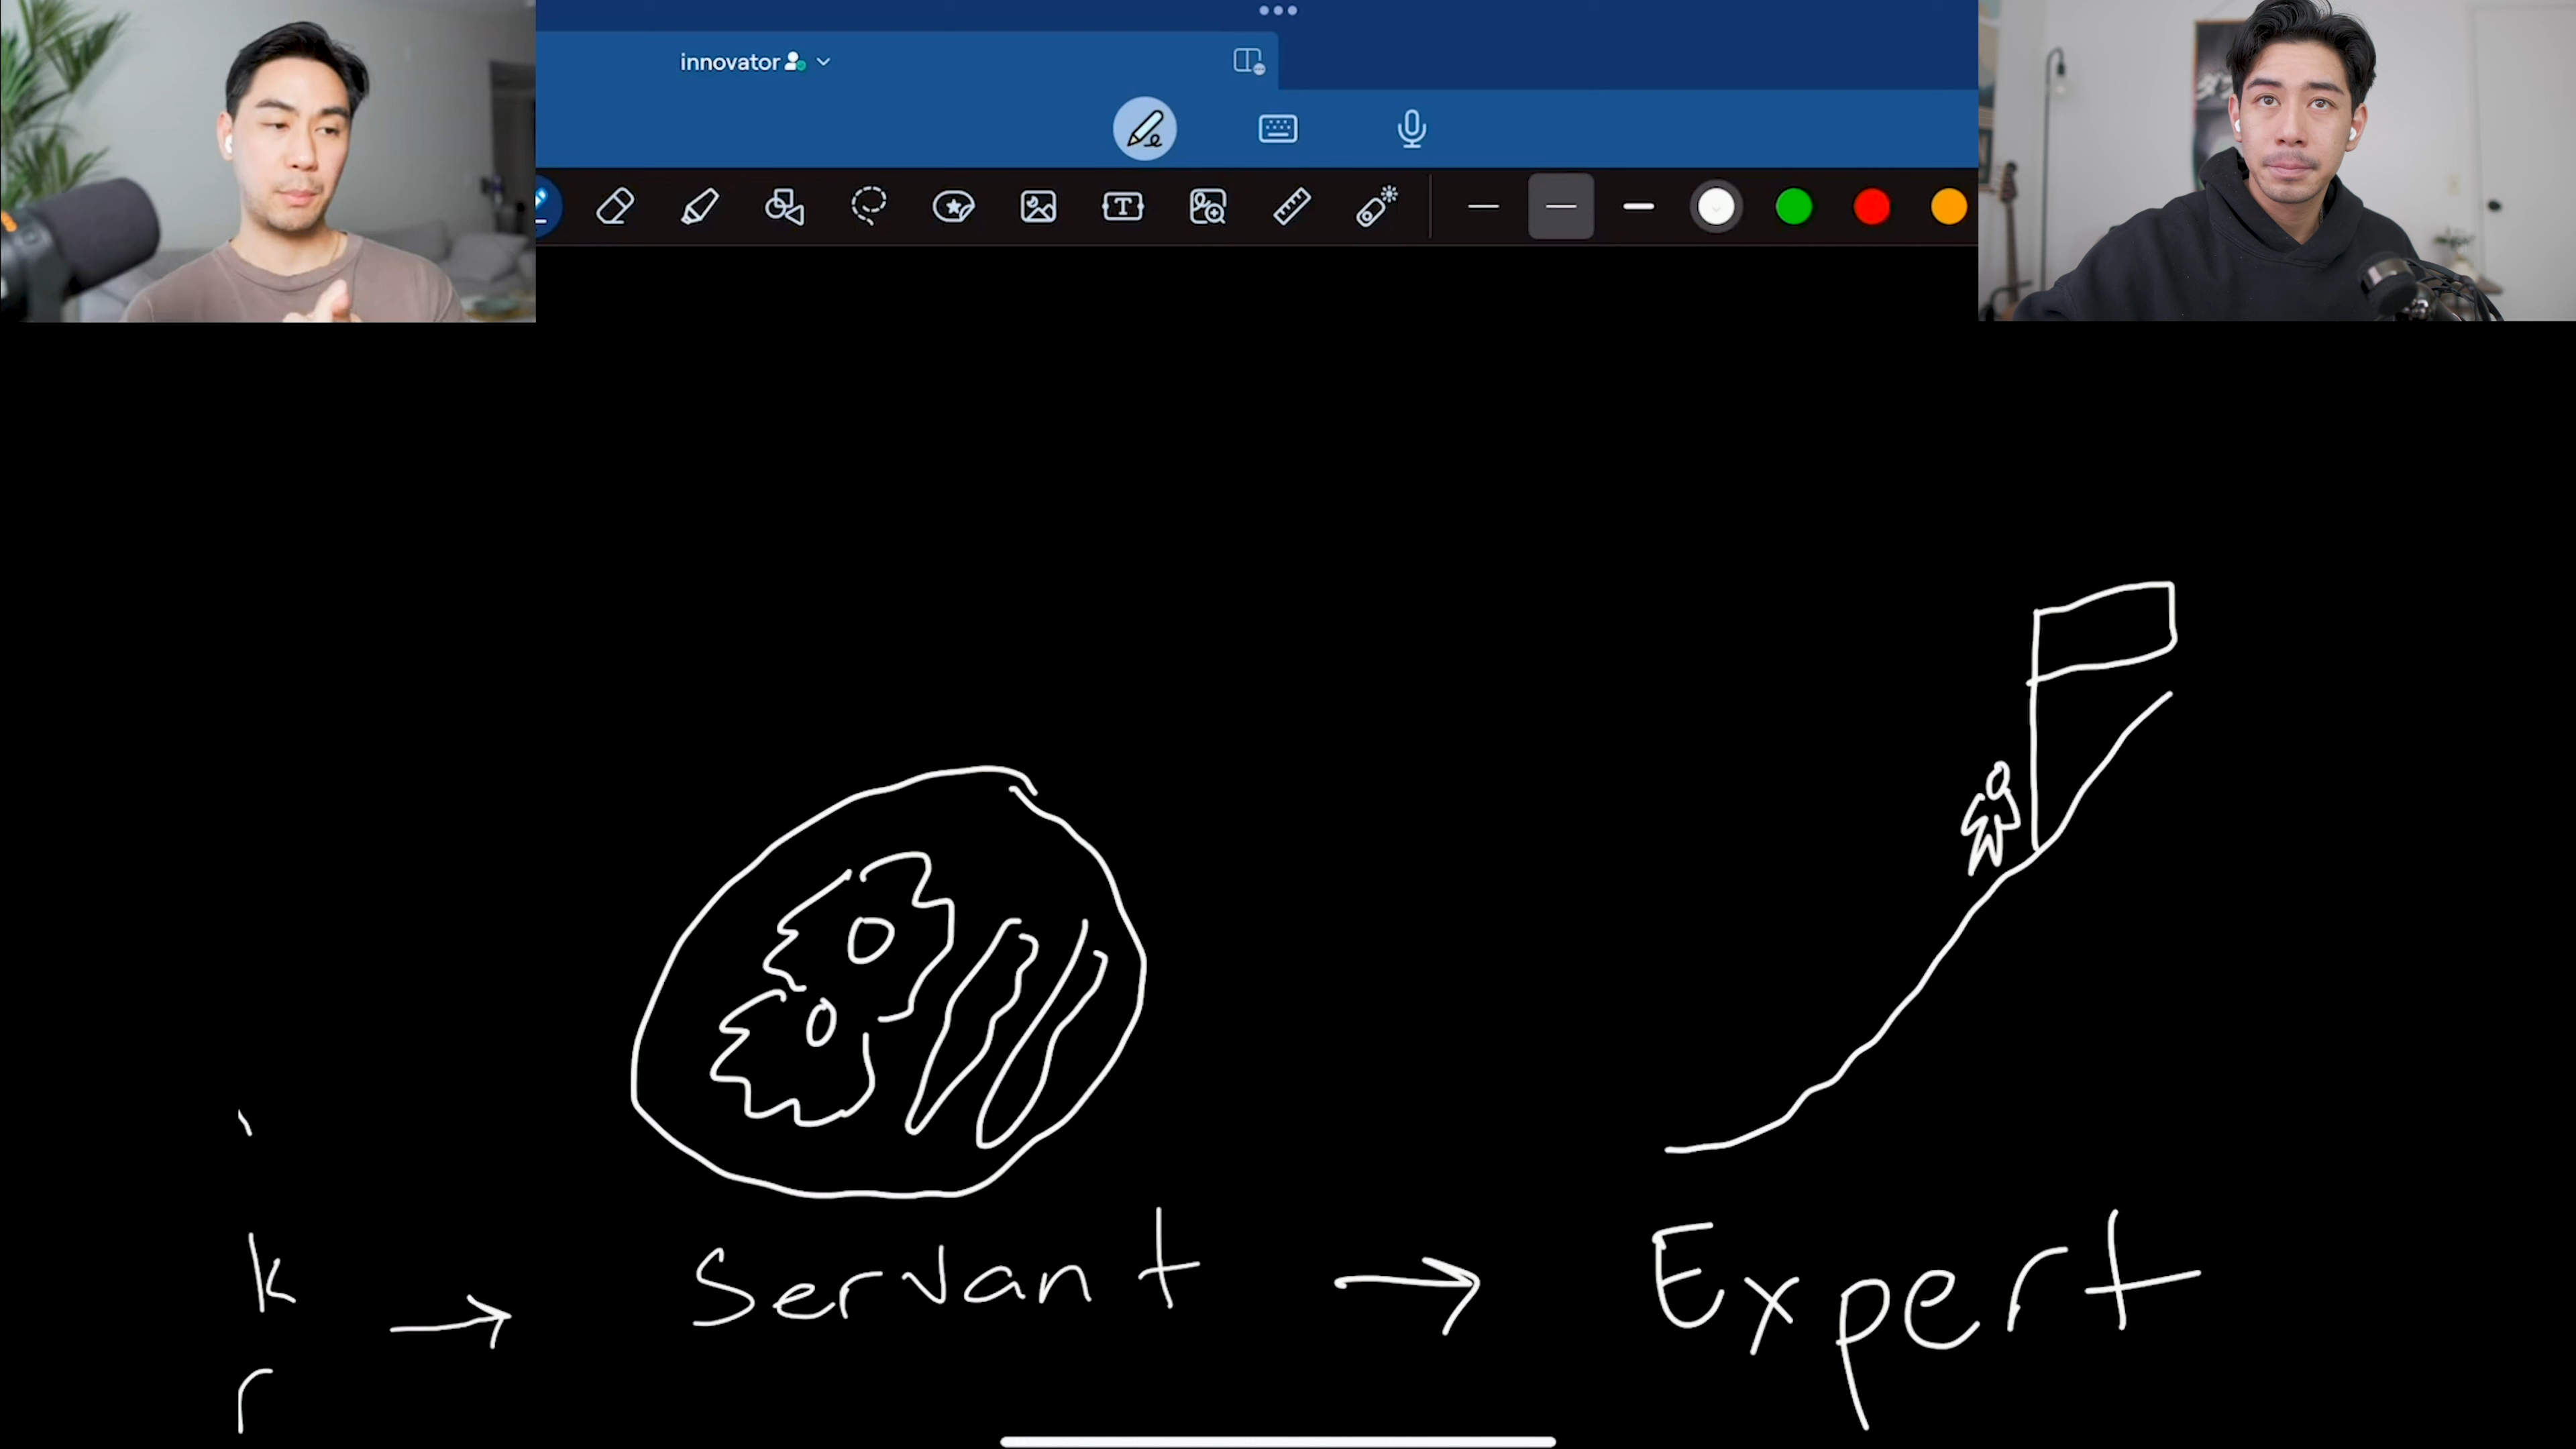 innovator
T
k
r
→ Servant → Expert